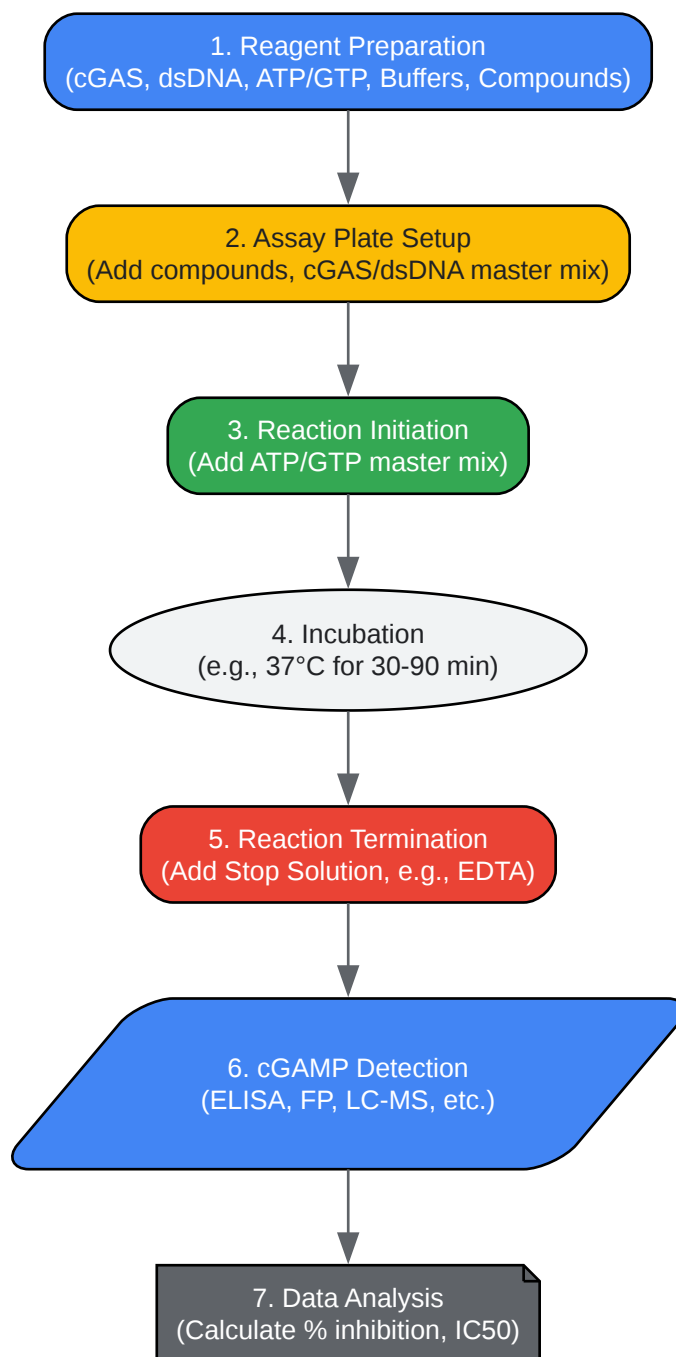 1. Reagent Preparation
(cGAS, dsDNA, ATP/GTP, Buffers, Compounds)
2. Assay Plate Setup
(Add compounds, cGAS/dsDNA master mix)
3. Reaction Initiation
(Add ATP/GTP master mix)
4. Incubation
(e.g., 37°C for 30-90 min)
5. Reaction Termination
(Add Stop Solution, e.g., EDTA)
6. cGAMP Detection
(ELISA, FP, LC-MS, etc.)
7. Data Analysis
(Calculate % inhibition, IC50)